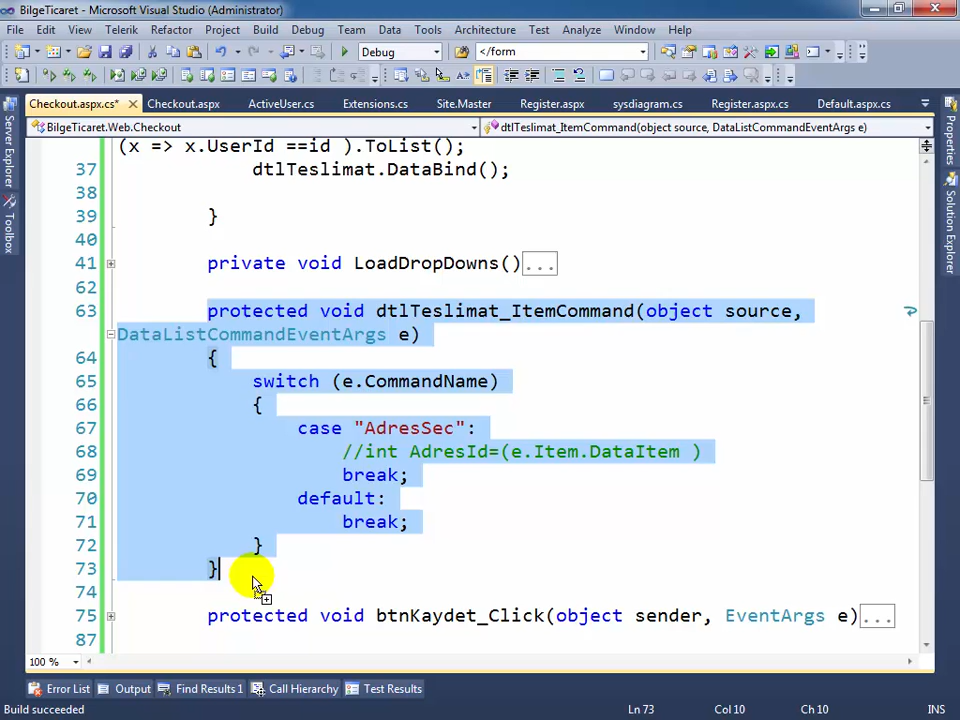 BilgeTicaret - Microsoft Visual Studio (Administrator)
File Edit View Telerik Refactor Project Build Debug Team Data Tools Architecture Test Analyze Window Help
Debug </form
Checkout.aspx.cs* Checkout.aspx ActiveUser.cs Extensions.cs Site.Master Register.aspx sysdiagram.cs Register.aspx.cs Default.aspx.cs
BilgeTicaret.Web.Checkout dtlTeslimat_ItemCommand(object source, DataListCommandEventArgs e)
(x => x.UserId ==id ).ToList();
37 dtlTeslimat.DataBind();
38
39 }
40
41 private void LoadDropDowns()...
62
63 protected void dtlTeslimat_ItemCommand(object source,
DataListCommandEventArgs e)
64 {
65 switch (e.CommandName)
66 {
67 case "AdresSec":
68 //int AdresId=(e.Item.DataItem )
69 break;
70 default:
71 break;
72 }
73 }
74
75 protected void btnKaydet_Click(object sender, EventArgs e)...
87
100 %
Error List Output Find Results 1 Call Hierarchy Test Results
Build succeeded Ln 73 Col 10 Ch 10 INS
Server Explorer
Toolbox
Properties
Solution Explorer